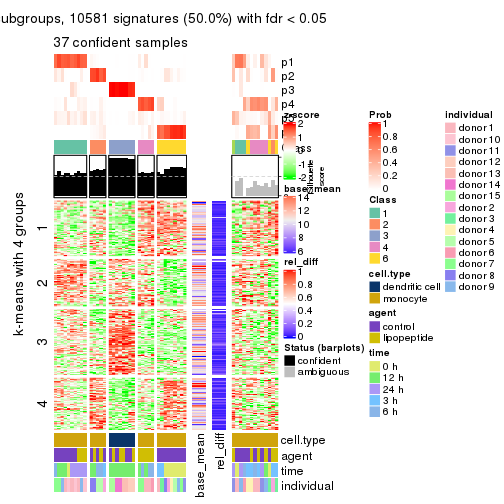 ubgroups, 10581 signatures (50.0%) with fdr < 0.05
37 confident samples
p1
p2
p3
p4
z-score
2
1
0
-1
-2
Silhouette
score
base_mean
14
12
10
8
6
rel_diff
1
0.8
0.6
0.4
0.2
0
Status (barplots)
confident
ambiguous
Prob
1
0.8
0.6
0.4
0.2
0
Class
1
2
3
4
6
cell.type
dendritic cell
monocyte
agent
control
lipopeptide
time
0 h
12 h
24 h
3 h
6 h
individual
donor 1
donor 10
donor 11
donor 12
donor 13
donor 14
donor 15
donor 2
donor 3
donor 4
donor 5
donor 6
donor 7
donor 8
donor 9
k-means with 4 groups
1
2
3
4
cell.type
agent
time
individual
base_mean
rel_diff